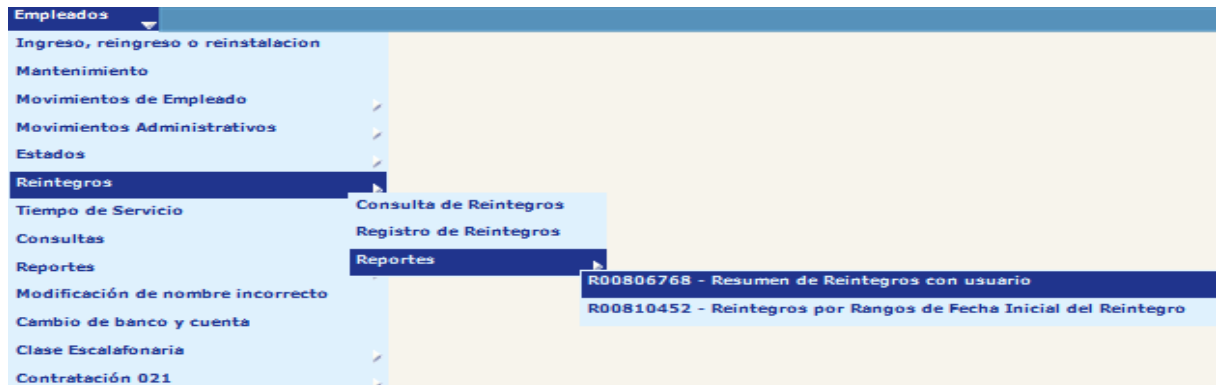 Empleados
Ingreso, reingreso o reinstalacion
Mantenimiento
Movimientos de Empleado
Movimientos Administrativos
Estados
Reintegros
Tiempo de Servicio
Consultas
Reportes
Modificación de nombre incorrecto
Cambio de banco y cuenta
Clase Escalafonaria
Contratación 021
Consulta de Reintegros
Registro de Reintegros
Reportes
R00806768 - Resumen de Reintegros con usuario
R00810452 - Reintegros por Rangos de Fecha Inicial del Reintegro